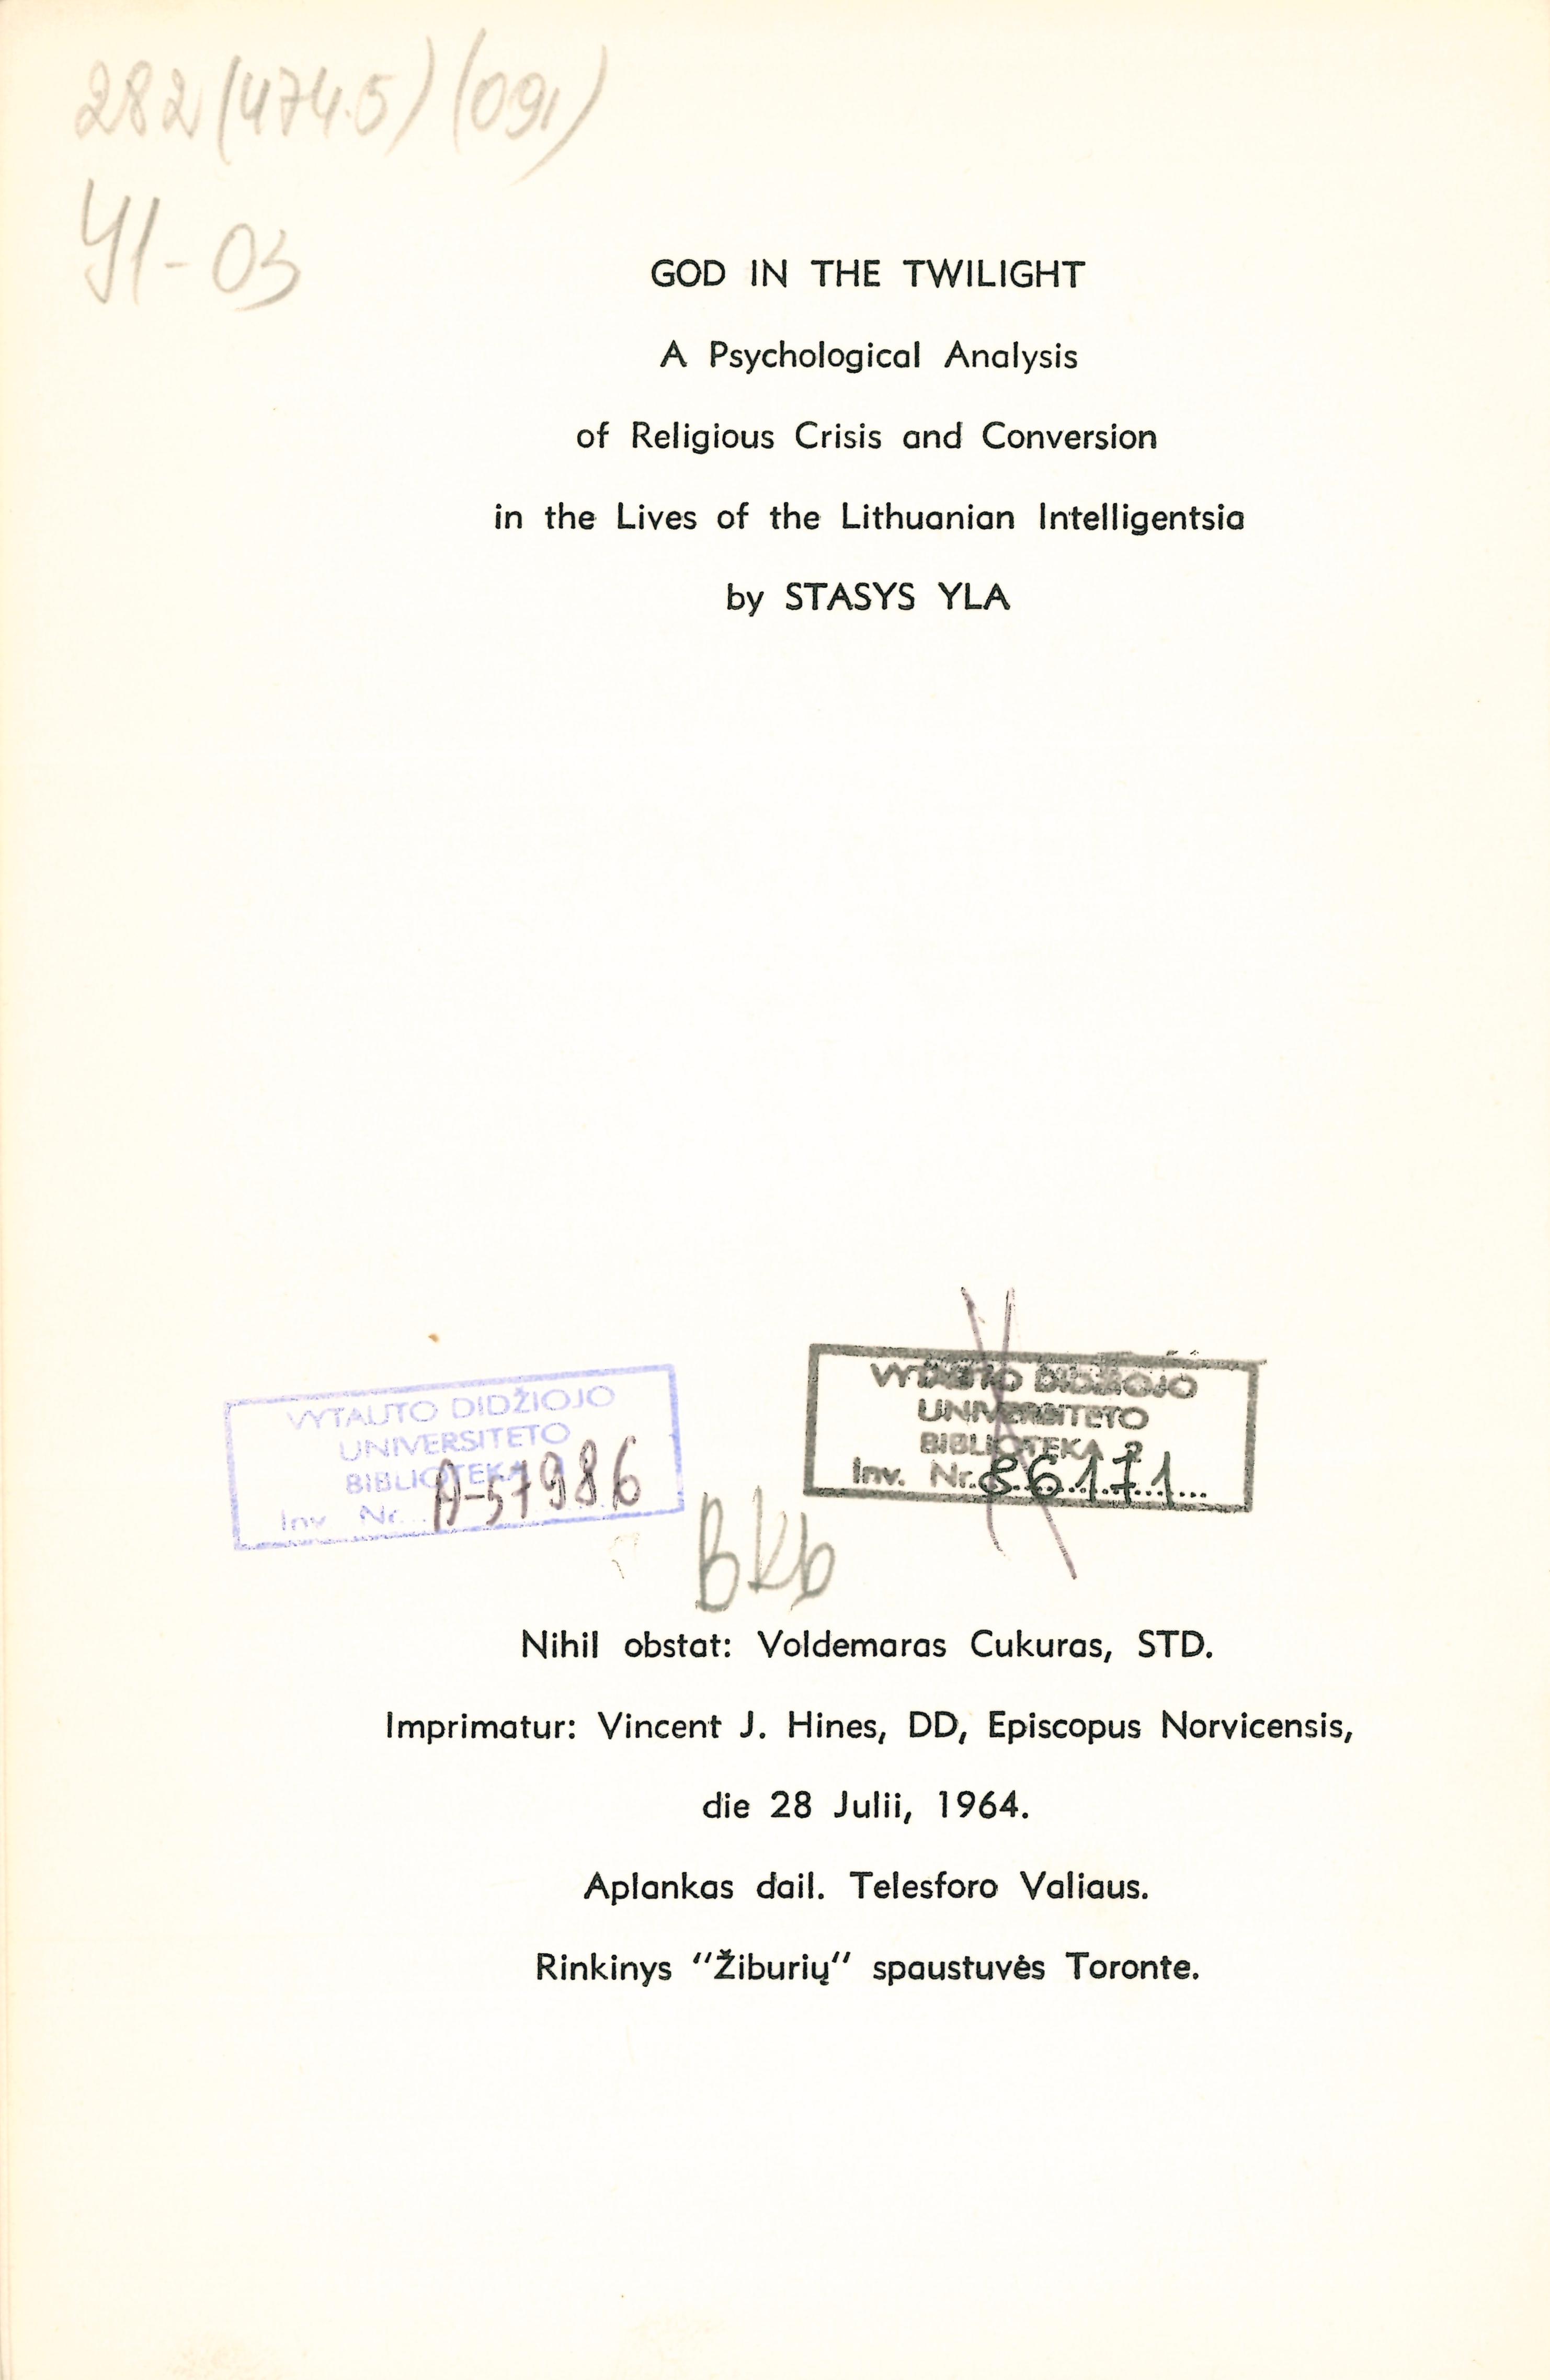 282(474.5)(091)
Yl-03
GOD IN THE TWILIGHT
A Psychological Analysis
of Religious Crisis and Conversion
in the Lives of the Lithuanian Intelligentsia
by STASYS YLA
VYTAUTO DIDŽIOJO
UNIVERSITETO
BIBLIOTEKA
Inv. Nr. A-57986
VYTAUTO DIDŽIOJO
UNIVERSITETO
BIBLIOTEKA
Inv. Nr. 86171
BKb
Nihil obstat: Voldemaras Cukuras, STD.
Imprimatur: Vincent J. Hines, DD, Episcopus Norvicensis,
die 28 Julii, 1964.
Aplankas dail. Telesforo Valiaus.
Rinkinys "Žiburių" spaustuvės Toronte.